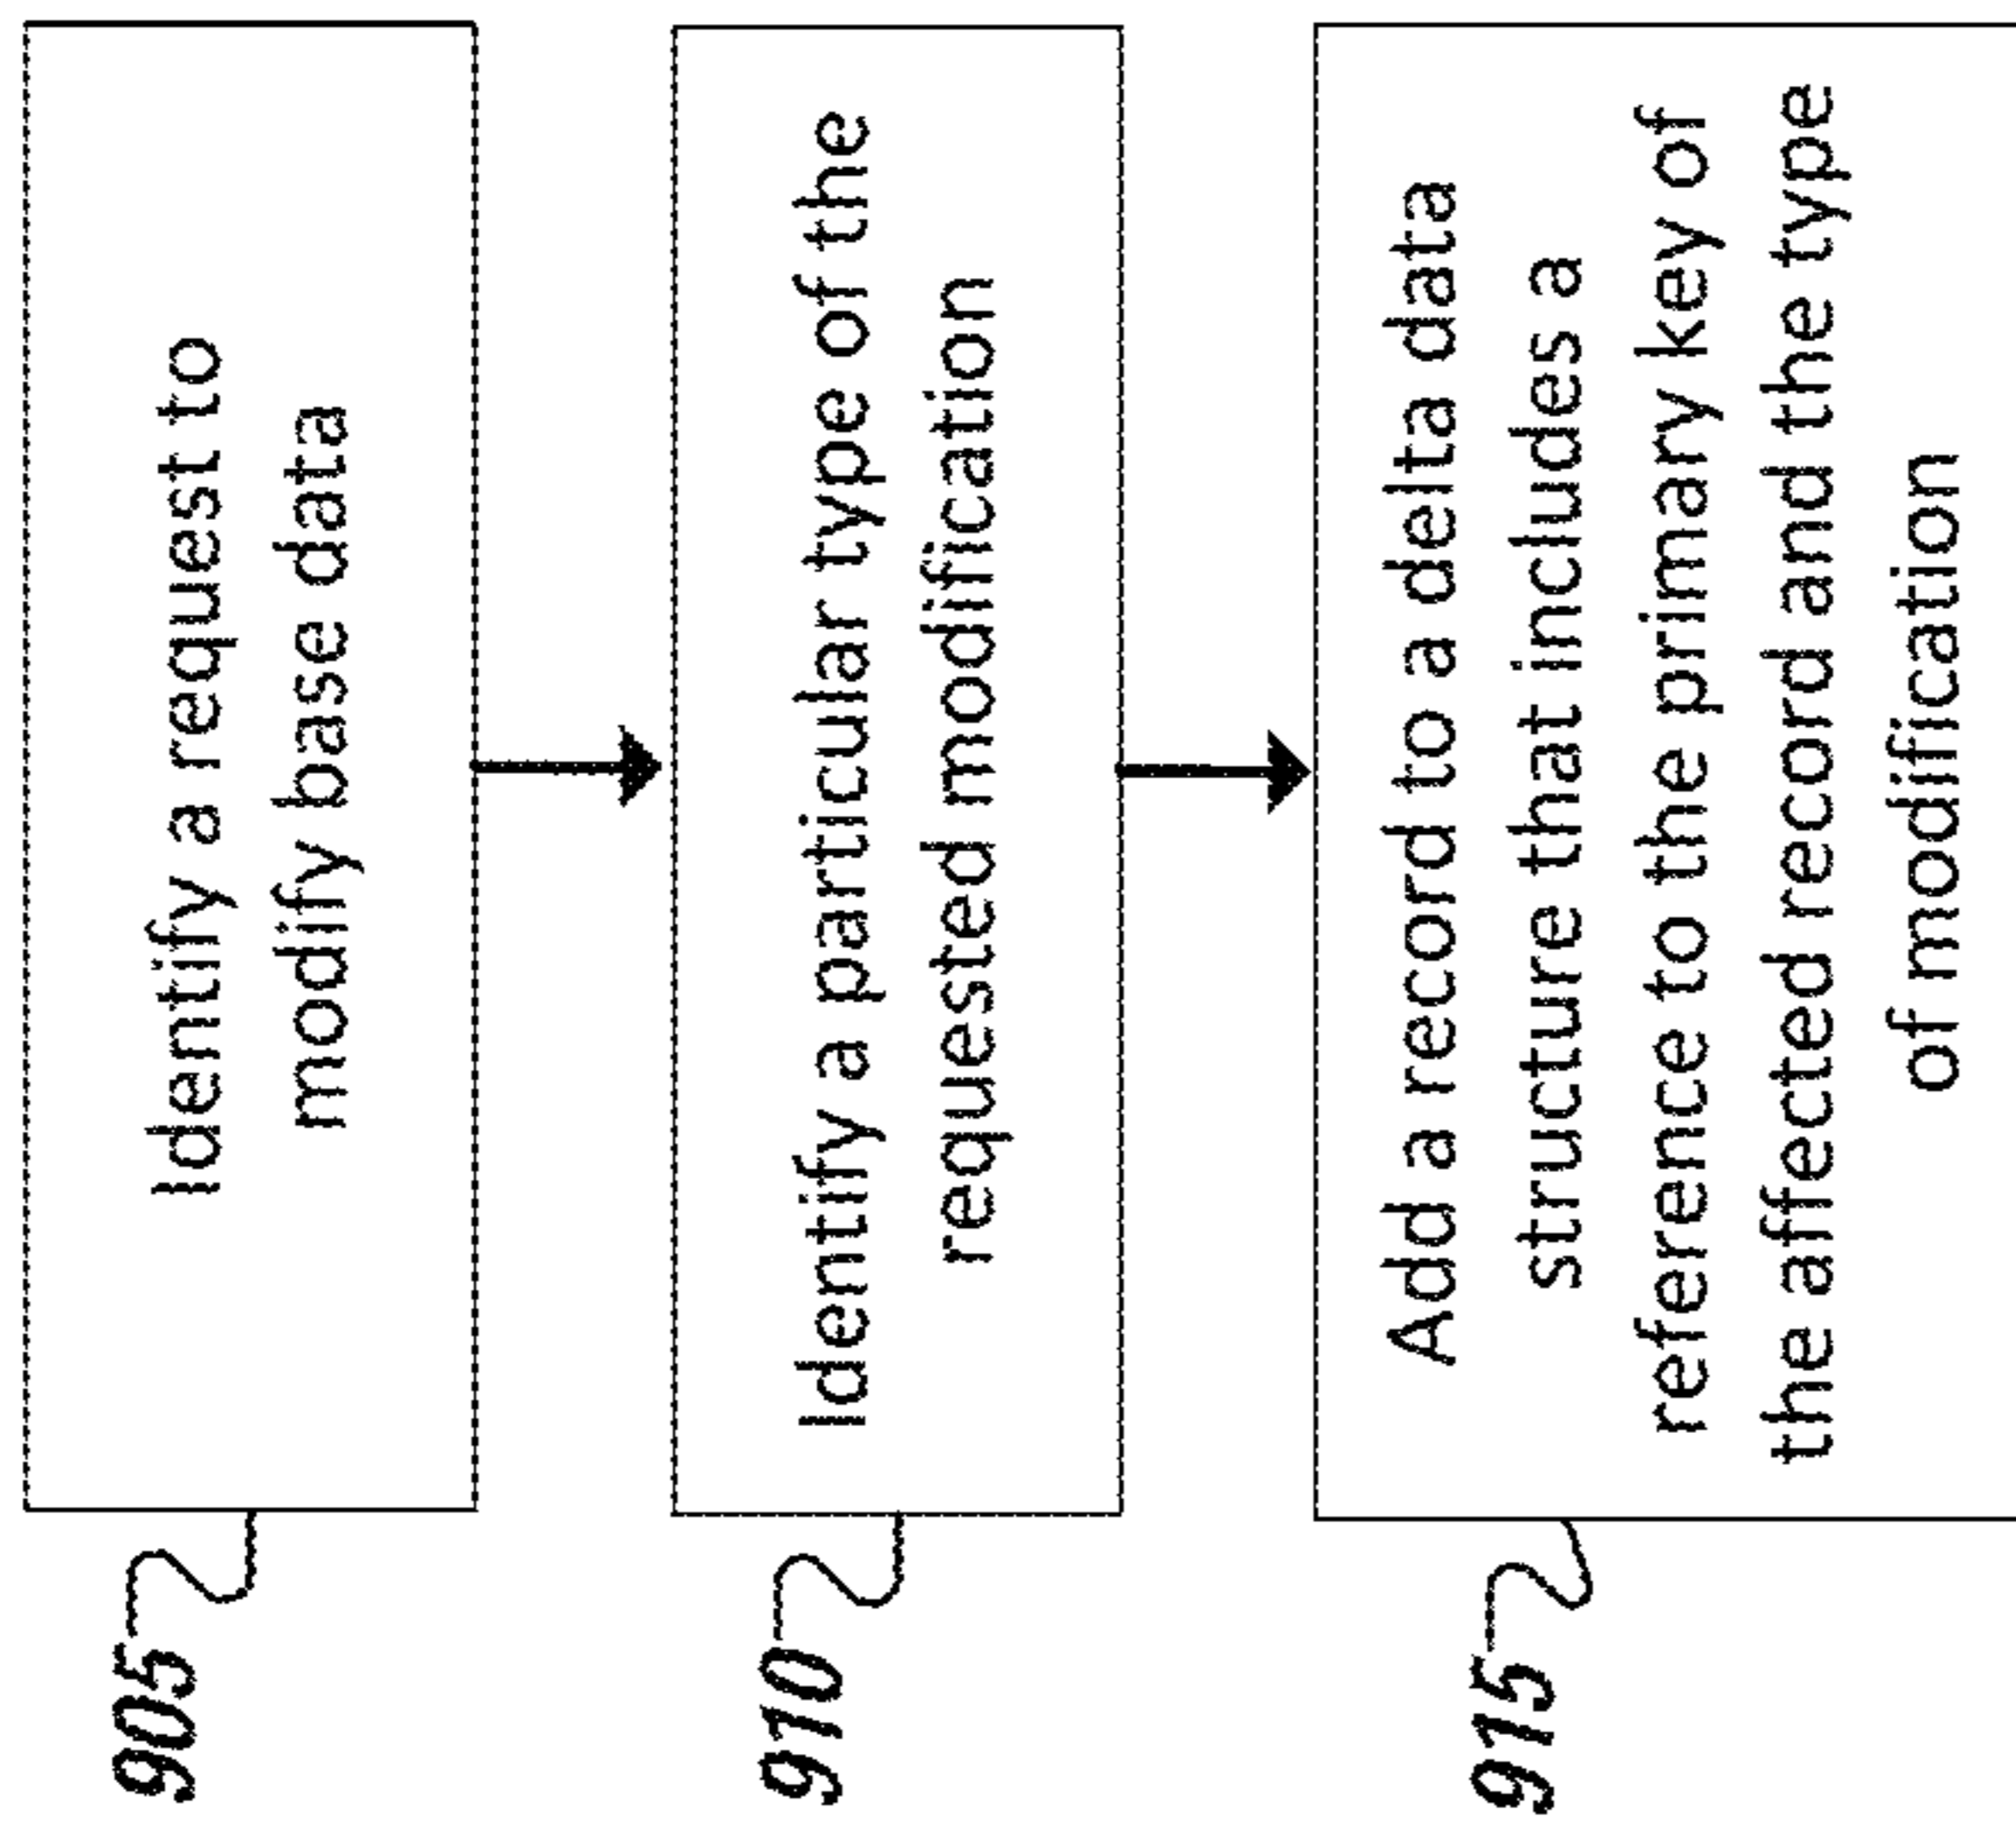 905
Identify a request to
modify base data
910
Identify a particular type of the
requested modification
915
Add a record to a delta data
structure that includes a
reference to the primary key of
the affected record and the type
of modification